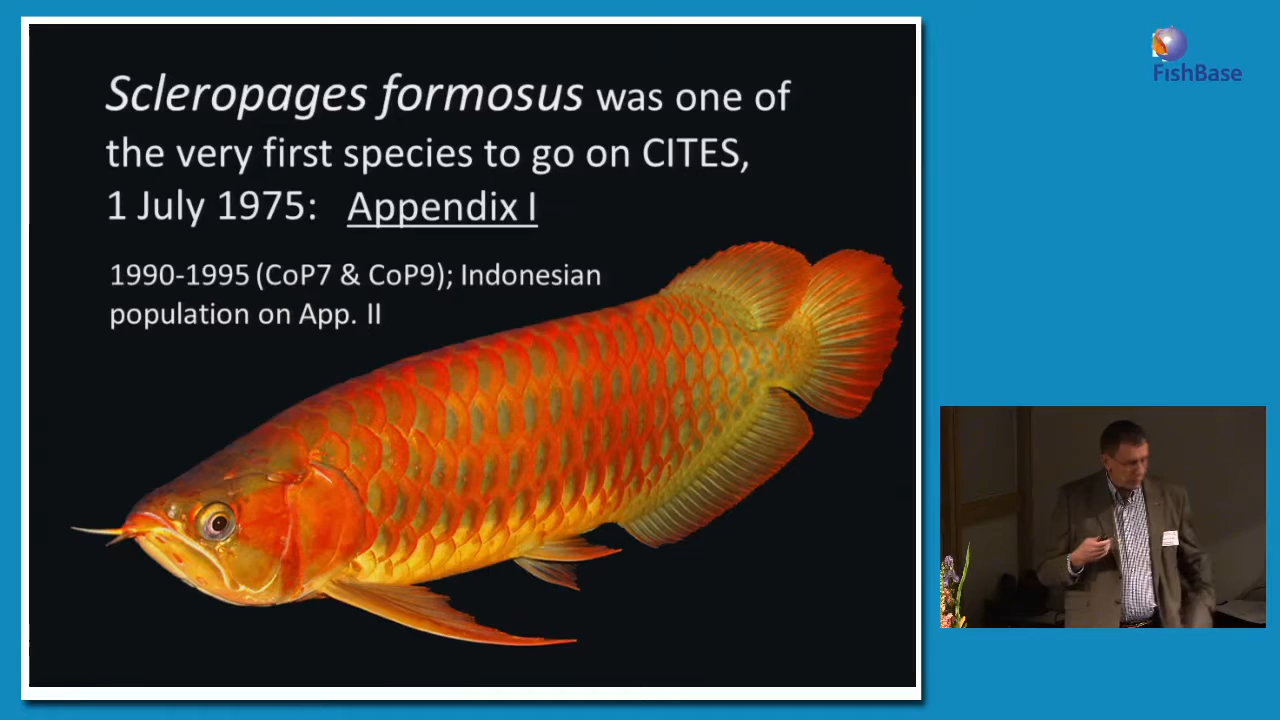 Scleropages formosus was one of
the very first species to go on CITES,
1 July 1975: Appendix I
1990-1995 (CoP7 & CoP9); Indonesian
population on App. II
FishBase